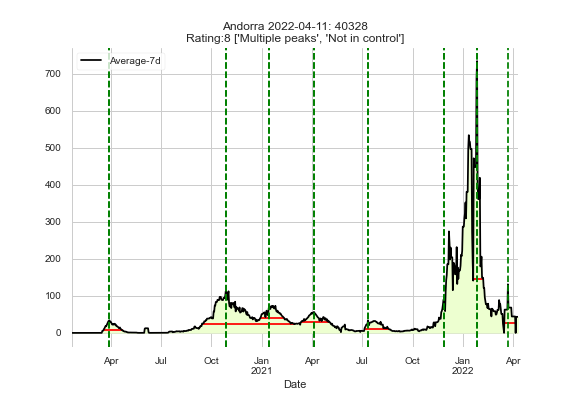 Andorra 2022-04-11: 40328
Rating:8 ['Multiple peaks', 'Not in control']
Average-7d
700
600
500
400
300
200
100
0
Apr Jul Oct Jan Apr Jul Oct Jan Apr
2021 2022
Date